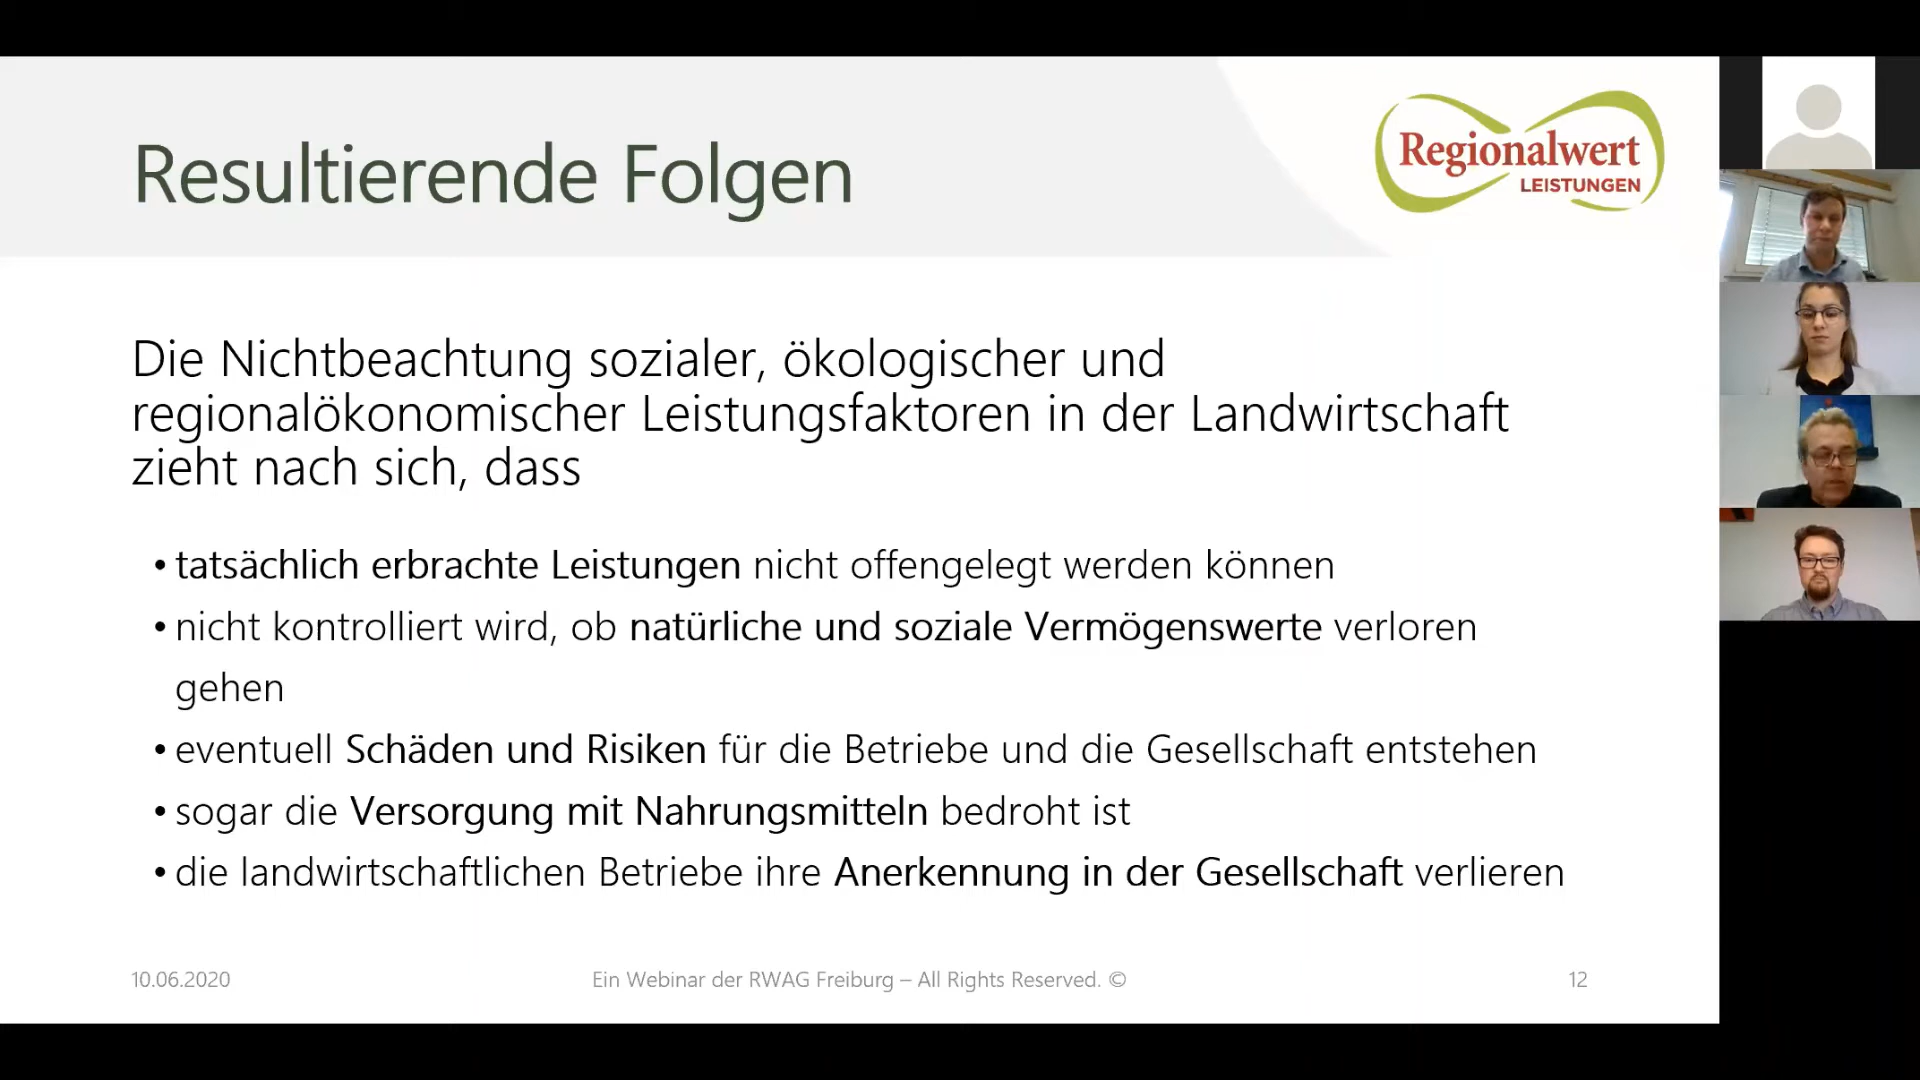 Resultierende Folgen
Regionalwert
LEISTUNGEN
Die Nichtbeachtung sozialer, ökologischer und
regionalökonomischer Leistungsfaktoren in der Landwirtschaft
zieht nach sich, dass
• tatsächlich erbrachte Leistungen nicht offengelegt werden können
• nicht kontrolliert wird, ob natürliche und soziale Vermögenswerte verloren
gehen
• eventuell Schäden und Risiken für die Betriebe und die Gesellschaft entstehen
• sogar die Versorgung mit Nahrungsmitteln bedroht ist
• die landwirtschaftlichen Betriebe ihre Anerkennung in der Gesellschaft verlieren
10.06.2020
Ein Webinar der RWAG Freiburg – All Rights Reserved. ©
12